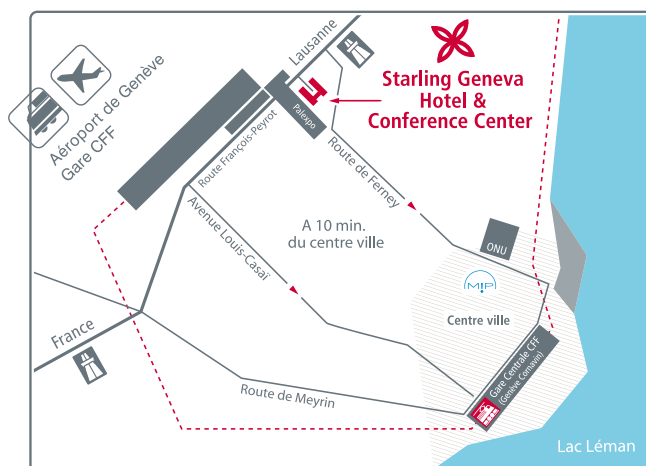 Lausanne
Starling Geneva
Hotel &
Conference Center
Aéroport de Genève
Gare CFF
Palexpo
Route François-Peyrot
Route de Ferney
Avenue Louis-Casaï
A 10 min.
du centre ville
ONU
M!P
Centre ville
France
Gare Centrale CFF
(Genève Cornavin)
Route de Meyrin
Lac Léman